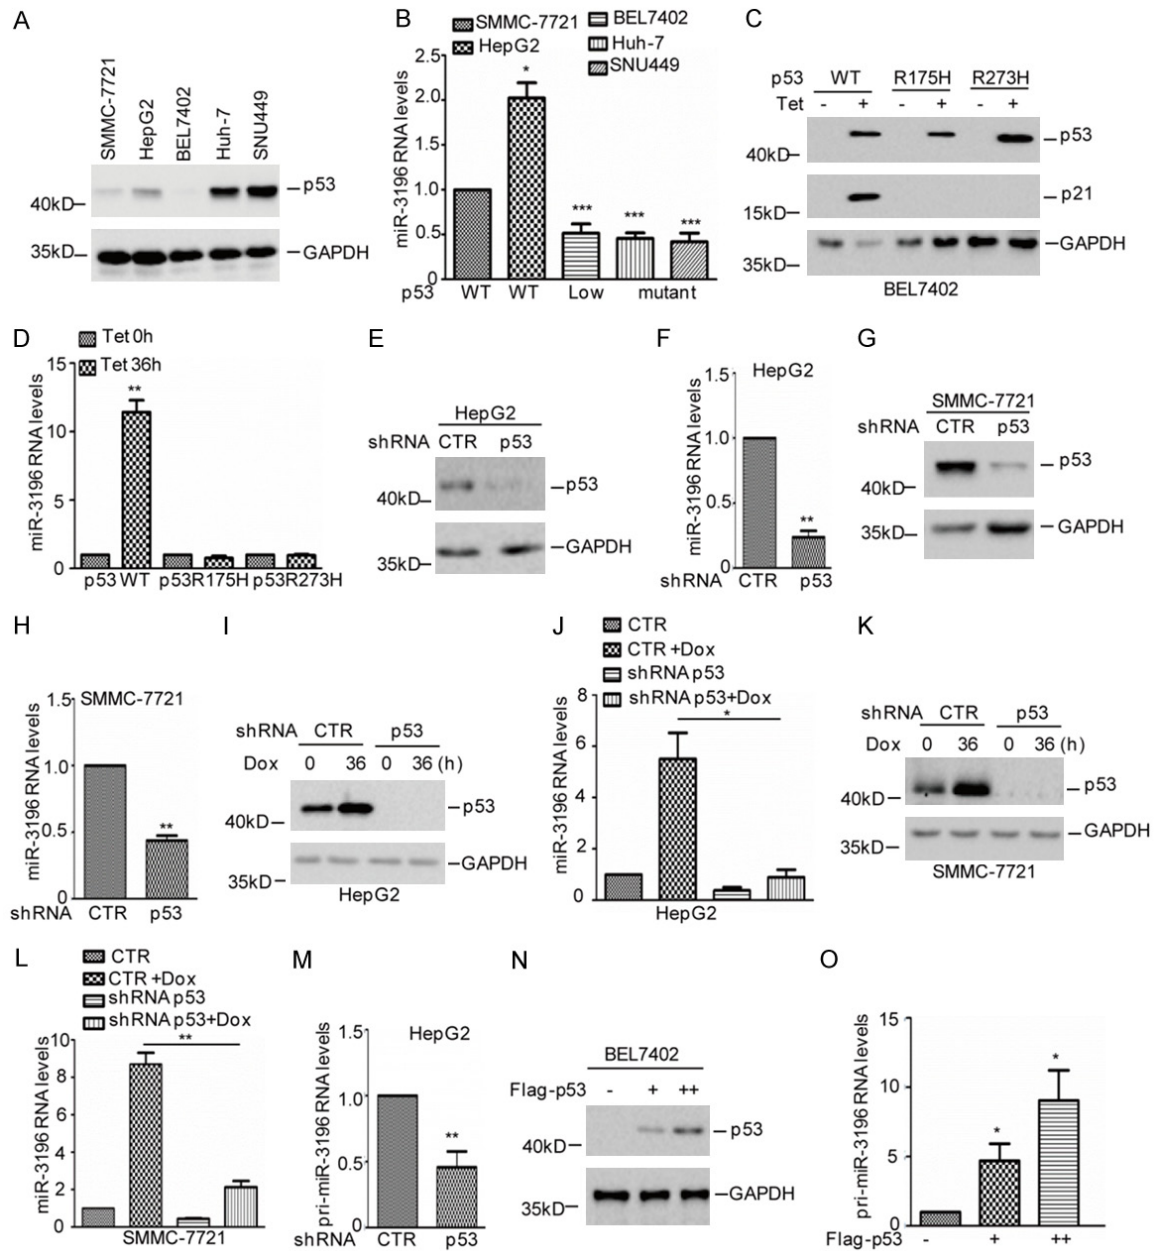 A
SMMC-7721
HepG2
BEL7402
Huh-7
SNU449
p53
40kD
35kD
GAPDH
B
SMMC-7721
HepG2
BEL7402
Huh-7
SNU449
miR-3196 RNA levels
2.5
2.0
1.5
1.0
0.5
0
*
***
***
***
p53 WT WT Low mutant
C
p53 WT R175H R273H
Tet - + - + - +
p53
40kD
p21
15kD
GAPDH
35kD
BEL7402
D
Tet 0h
Tet 36h
miR-3196 RNA levels
15
10
5
0
**
p53 WT p53R175H p53R273H
E
HepG2
shRNA CTR p53
p53
40kD
GAPDH
35kD
F
HepG2
miR-3196 RNA levels
1.5
1.0
0.5
0
**
shRNA CTR p53
G
SMMC-7721
shRNA CTR p53
p53
40kD
35kD
GAPDH
H
SMMC-7721
miR-3196 RNA levels
1.5
1.0
0.5
0
**
shRNA CTR p53
I
shRNA CTR p53
Dox 0 36 0 36 (h)
p53
40kD
GAPDH
35kD
HepG2
J
CTR
CTR +Dox
shRNA p53
shRNA p53+Dox
miR-3196 RNA levels
8
6
4
2
0
*
HepG2
K
shRNA CTR p53
Dox 0 36 0 36 (h)
p53
40kD
GAPDH
35kD
SMMC-7721
L
CTR
CTR +Dox
shRNA p53
shRNA p53+Dox
miR-3196 RNA levels
10
8
6
4
2
0
**
SMMC-7721
M
HepG2
pri-miR-3196 RNA levels
1.5
1.0
0.5
0
**
shRNA CTR p53
N
BEL7402
Flag-p53 - + ++
p53
40kD
GAPDH
35kD
O
pri-miR-3196 RNA levels
15
10
5
0
*
*
Flag-p53 - + ++